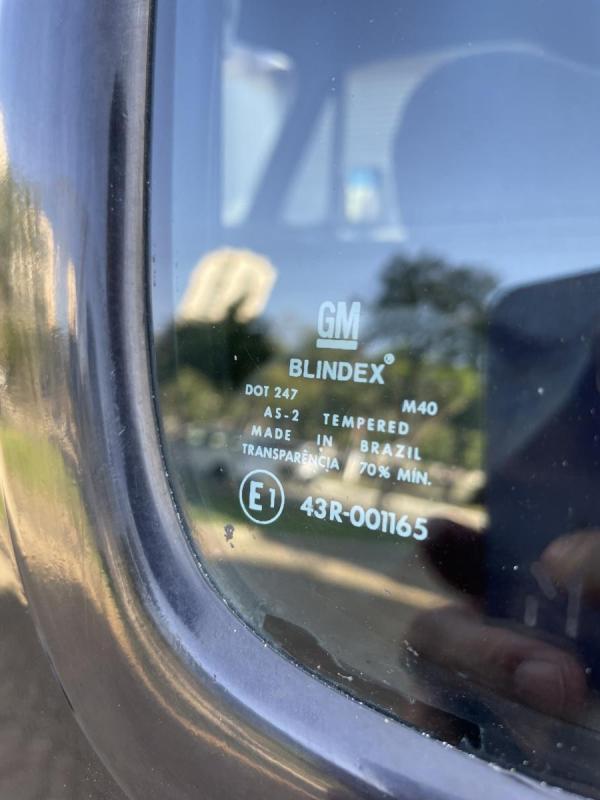 GM
BLINDEX®
DOT 247 M40
AS-2 TEMPERED
MADE IN BRAZIL
TRANSPARÊNCIA 70% MÍN.
E1 43R-001165